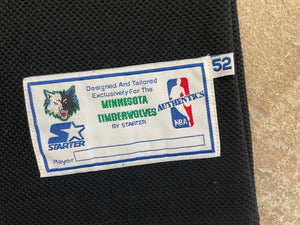 Designed And Tailored
Exclusively For The
MINNESOTA
TIMBERWOLVES
BY STARTER
STARTER
AUTHENTICS
NBA
52
Player